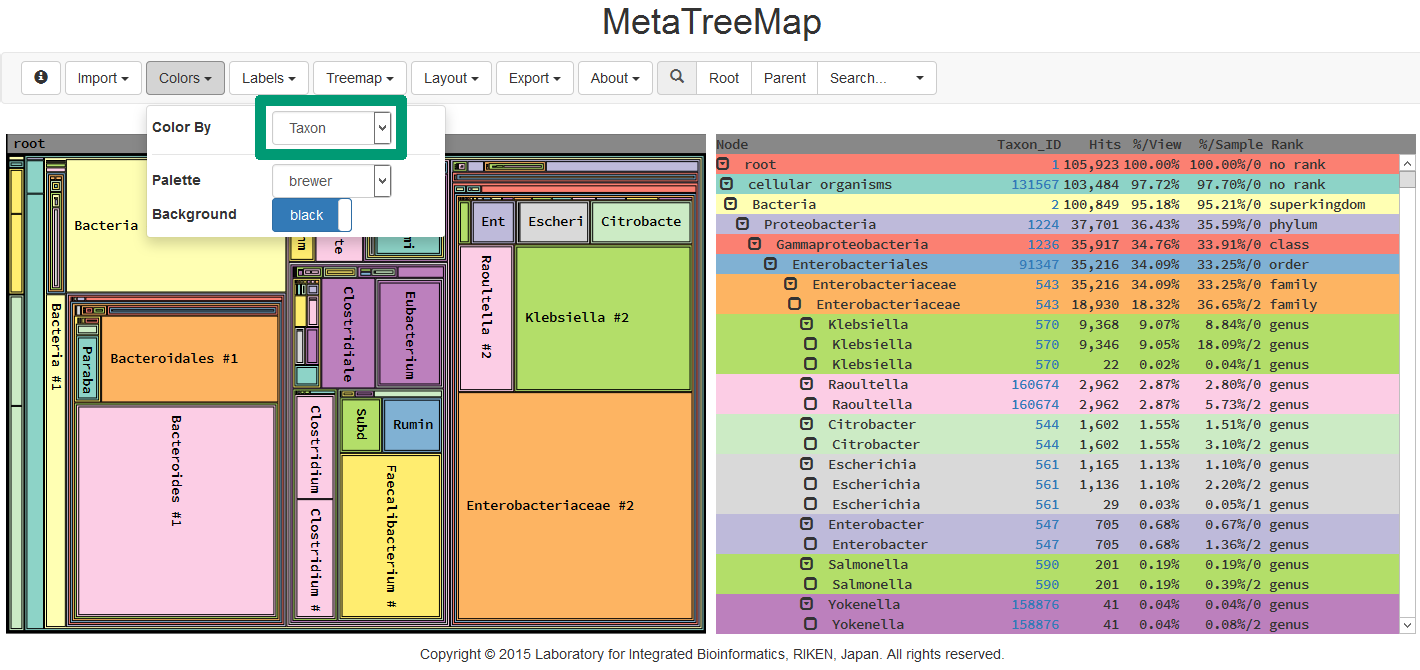 MetaTreeMap
Import Colors Labels Treemap Layout Export About Root Parent Search...
Color By Taxon
Palette brewer
Background black
root
Bacteria
Bacteria #1
Paraba
Bacteroidales #1
Bacteroides #1
mm
te
mi
Clostridiale
Eubacterium
Clostridium
Clostridium #
Subd
Rumin
Faecalibacterium #
Ent
Escheri
Citrobacte
Raoultella #2
Klebsiella #2
Enterobacteriaceae #2
Node Taxon_ID Hits %/View %/Sample Rank
root 1 105,923 100.00% 100.00%/0 no rank
cellular organisms 131567 103,484 97.72% 97.70%/0 no rank
Bacteria 2 100,849 95.18% 95.21%/0 superkingdom
Proteobacteria 1224 37,701 36.43% 35.59%/0 phylum
Gammaproteobacteria 1236 35,917 34.76% 33.91%/0 class
Enterobacteriales 91347 35,216 34.09% 33.25%/0 order
Enterobacteriaceae 543 35,216 34.09% 33.25%/0 family
Enterobacteriaceae 543 18,930 18.32% 36.65%/2 family
Klebsiella 570 9,368 9.07% 8.84%/0 genus
Klebsiella 570 9,346 9.05% 18.09%/2 genus
Klebsiella 570 22 0.02% 0.04%/1 genus
Raoultella 160674 2,962 2.87% 2.80%/0 genus
Raoultella 160674 2,962 2.87% 5.73%/2 genus
Citrobacter 544 1,602 1.55% 1.51%/0 genus
Citrobacter 544 1,602 1.55% 3.10%/2 genus
Escherichia 561 1,165 1.13% 1.10%/0 genus
Escherichia 561 1,136 1.10% 2.20%/2 genus
Escherichia 561 29 0.03% 0.05%/1 genus
Enterobacter 547 705 0.68% 0.67%/0 genus
Enterobacter 547 705 0.68% 1.36%/2 genus
Salmonella 590 201 0.19% 0.19%/0 genus
Salmonella 590 201 0.19% 0.39%/2 genus
Yokenella 158876 41 0.04% 0.04%/0 genus
Yokenella 158876 41 0.04% 0.08%/2 genus
Copyright © 2015 Laboratory for Integrated Bioinformatics, RIKEN, Japan. All rights reserved.